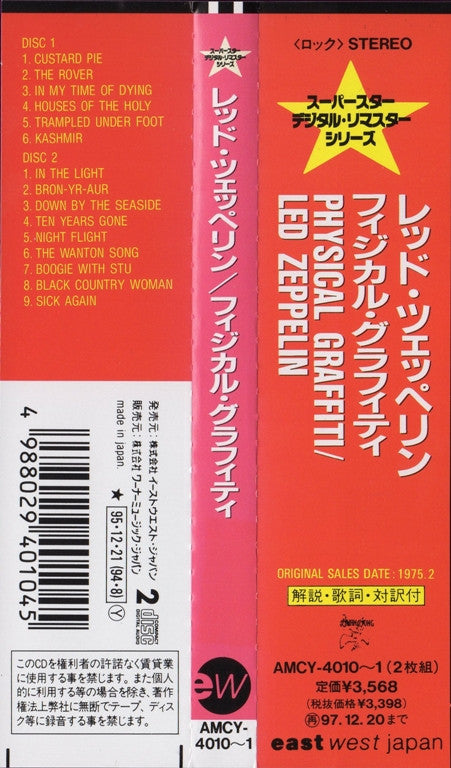 DISC 1
1. CUSTARD PIE
2. THE ROVER
3. IN MY TIME OF DYING
4. HOUSES OF THE HOLY
5. TRAMPLED UNDER FOOT
6. KASHMIR
DISC 2
1. IN THE LIGHT
2. BRON-YR-AUR
3. DOWN BY THE SEASIDE
4. TEN YEARS GONE
5. NIGHT FLIGHT
6. THE WANTON SONG
7. BOOGIE WITH STU
8. BLACK COUNTRY WOMAN
9. SICK AGAIN
4 988029 401045
発売元:株式会社 イーストウエスト・ジャパン
販売元:株式会社 ワーナーミュージック・ジャパン
made in japan.
★ 95・12・21 (94・8) Y
2
COMPACT
disc
DIGITAL AUDIO
このCDを権利者の許諾なく賃貸業
に使用する事を禁じます。また個人
的に利用する等の場合を除き、著作
権法上弊社に無断でテープ、ディス
ク等に録音する事を禁じます。
スーパースター
デジタル・リマスター
シリーズ
レッド・ツェッペリン/フィジカル・グラフィティ
ew
AMCY-
4010〜1
〈ロック〉 STEREO
スーパースター
デジタル・リマスター
シリーズ
レッド・ツェッペリン
フィジカル・グラフィティ
PHYSICAL GRAFFITI/
LED ZEPPELIN
ORIGINAL SALES DATE : 1975. 2
解説・歌詞・対訳付
AMCY-4010〜1 (2枚組)
定価¥3,568
(税抜価格¥3,398)
再97. 12. 20まで
east west japan